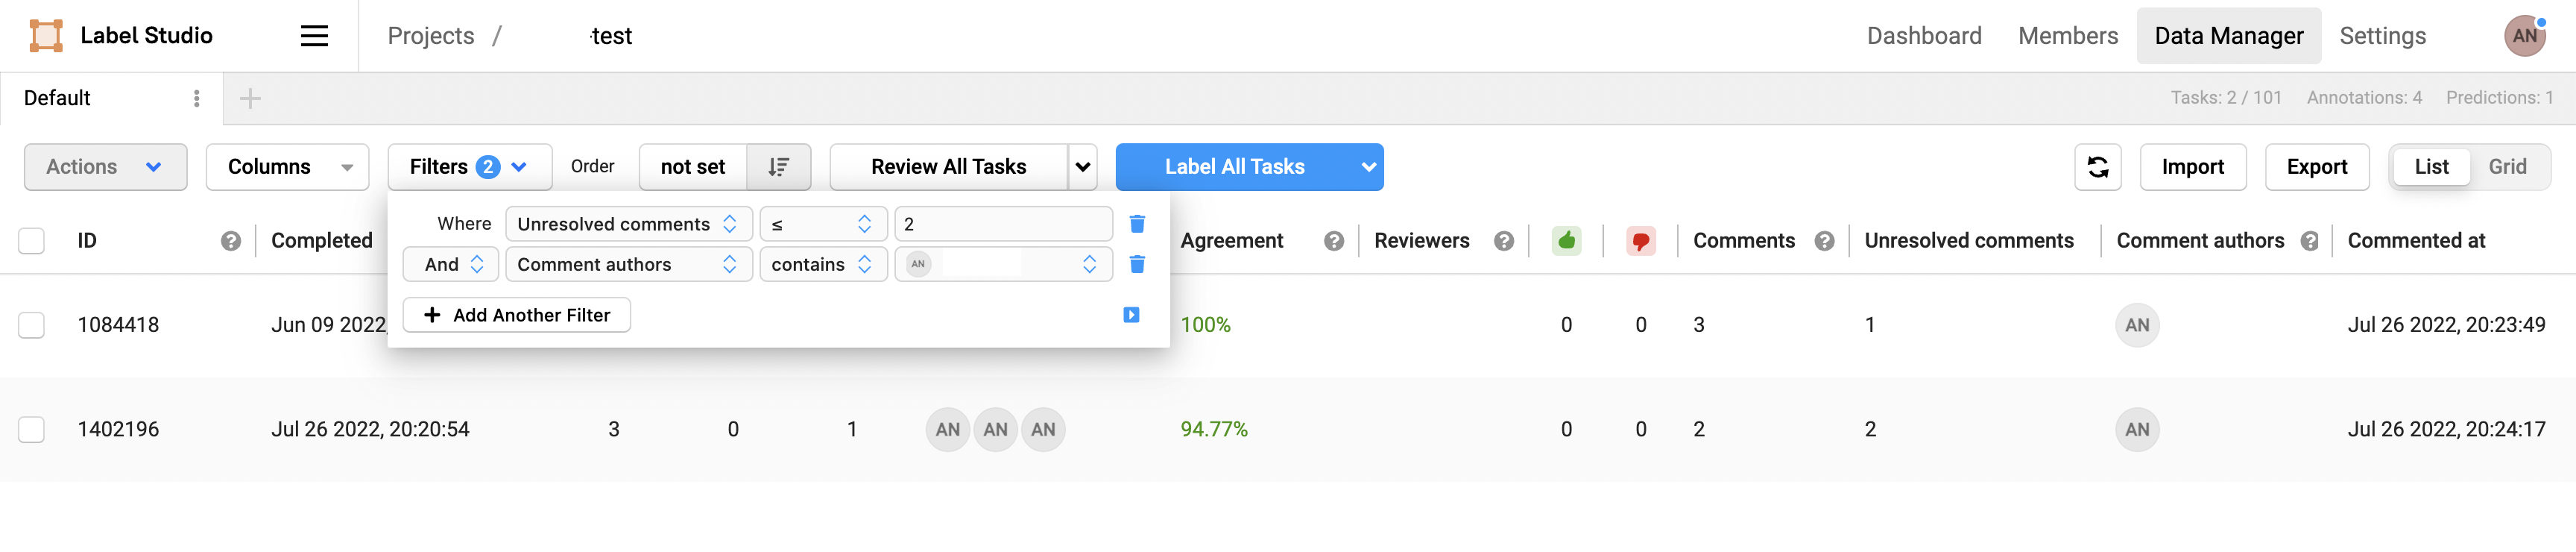 Label Studio Projects / test Dashboard Members Data Manager Settings AN
Default Tasks: 2 / 101 Annotations: 4 Predictions: 1
Actions Columns Filters 2 Order not set Review All Tasks Label All Tasks Import Export List Grid
Where Unresolved comments ≤ 2
ID ? Completed Agreement ? Reviewers ? Comments ? Unresolved comments Comment authors ? Commented at
And Comment authors contains AN
+ Add Another Filter
1084418 Jun 09 2022, 100% 0 0 3 1 AN Jul 26 2022, 20:23:49
1402196 Jul 26 2022, 20:20:54 3 0 1 AN AN AN 94.77% 0 0 2 2 AN Jul 26 2022, 20:24:17